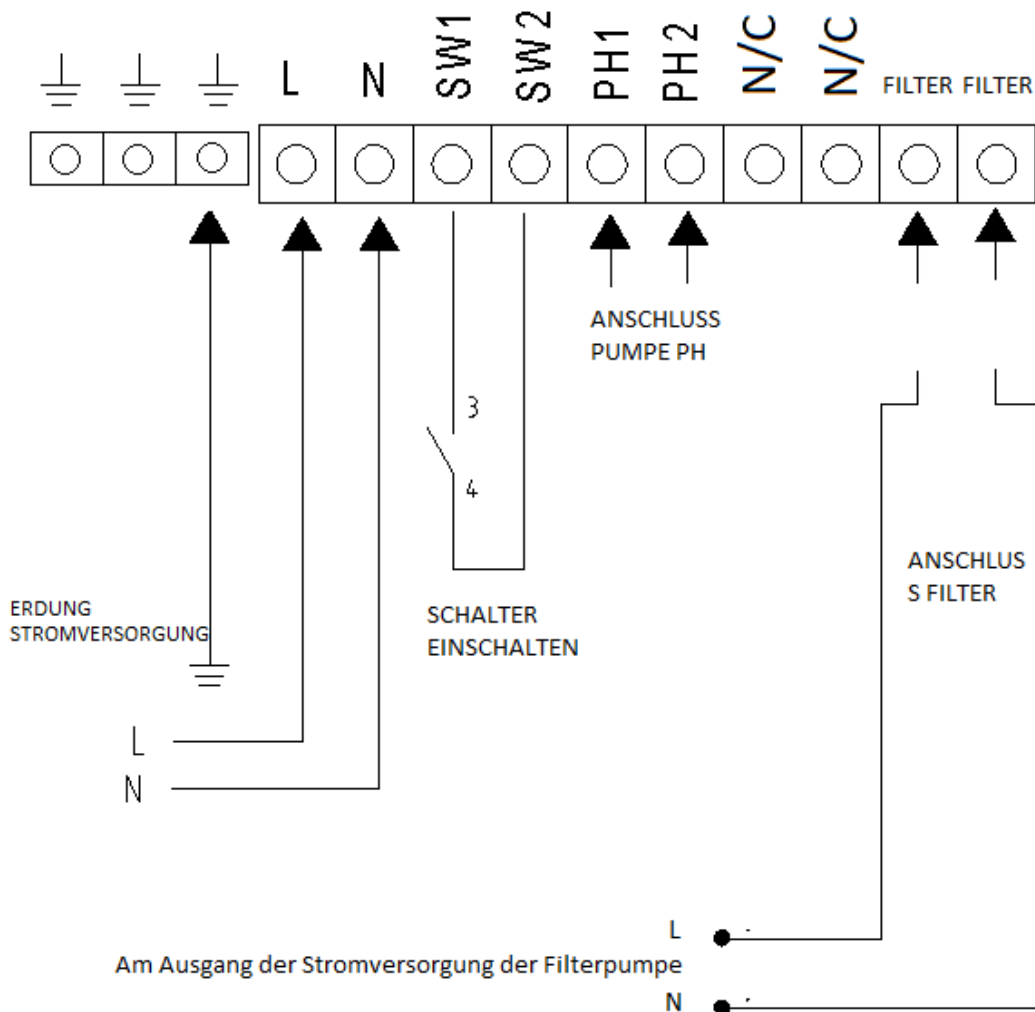 L
N
SW1
SW2
PH1
PH2
N/C
N/C
FILTER
FILTER
ANSCHLUSS
PUMPE PH
3
4
ANSCHLUS
S FILTER
ERDUNG
STROMVERSORGUNG
SCHALTER
EINSCHALTEN
L
N
L
Am Ausgang der Stromversorgung der Filterpumpe
N